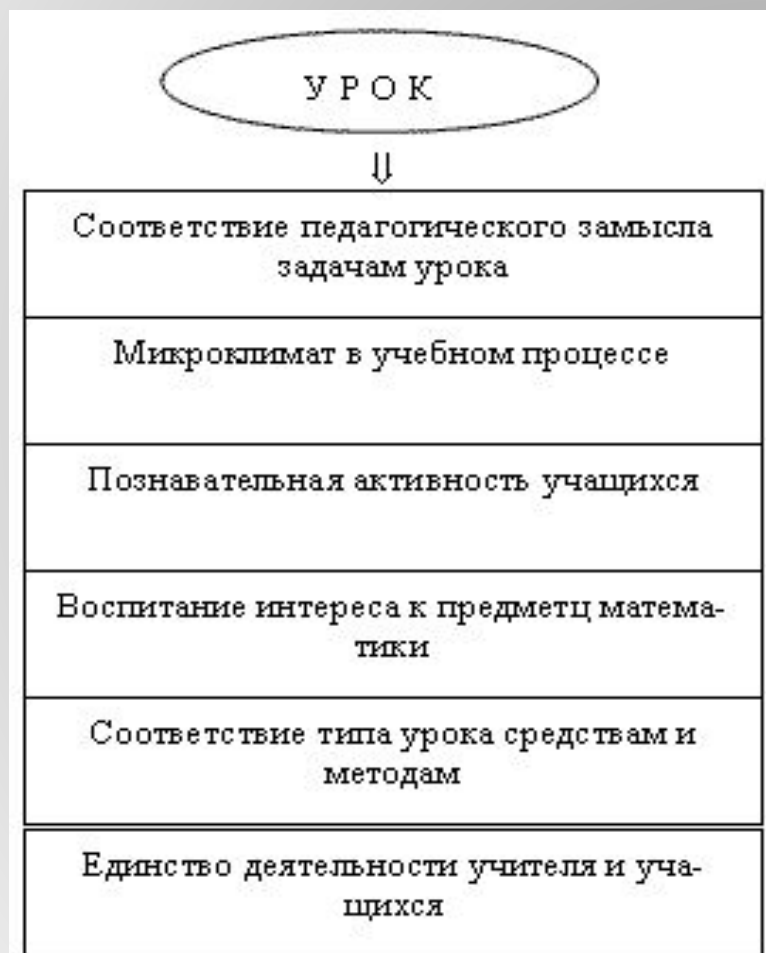 У Р О К
Соответствие педагогического замысла
задачам урока
Микроклимат в учебном процессе
Познавательная активность учащихся
Воспитание интереса к предметц матема-
тики
Соответствие типа урока средствам и
методам
Единство деятельности учителя и уча-
щихся